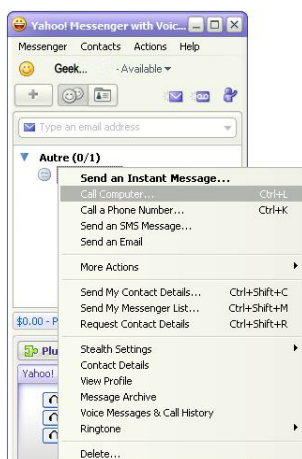 Yahoo! Messenger with Voic...
Messenger Contacts Actions Help
Geek... - Available
Type an email address
Autre (0/1)
Send an Instant Message...
Call Computer... Ctrl+L
Call a Phone Number... Ctrl+K
Send an SMS Message...
Send an Email
More Actions
Send My Contact Details... Ctrl+Shift+C
Send My Messenger List... Ctrl+Shift+M
$0.00 - P
Request Contact Details Ctrl+Shift+R
Plu
Stealth Settings
Contact Details
Yahoo!
View Profile
Message Archive
Voice Messages & Call History
Ringtone
Delete...